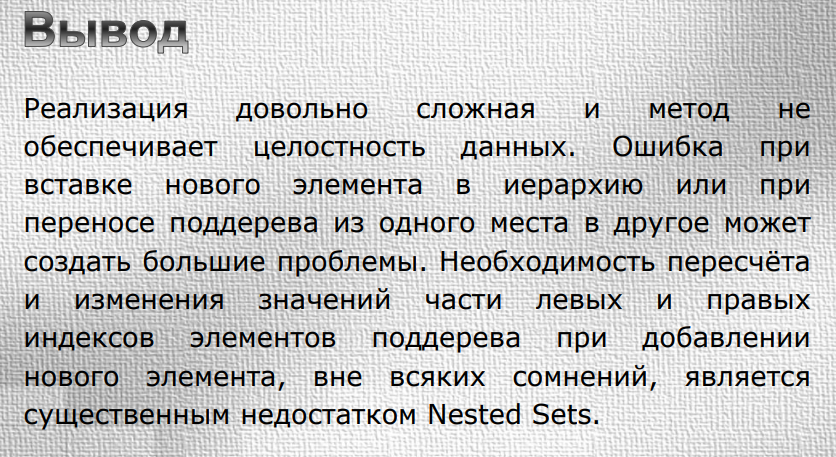 Вывод
Реализация довольно сложная и метод не
обеспечивает целостность данных. Ошибка при
вставке нового элемента в иерархию или при
переносе поддерева из одного места в другое может
создать большие проблемы. Необходимость пересчёта
и изменения значений части левых и правых
индексов элементов поддерева при добавлении
нового элемента, вне всяких сомнений, является
существенным недостатком Nested Sets.